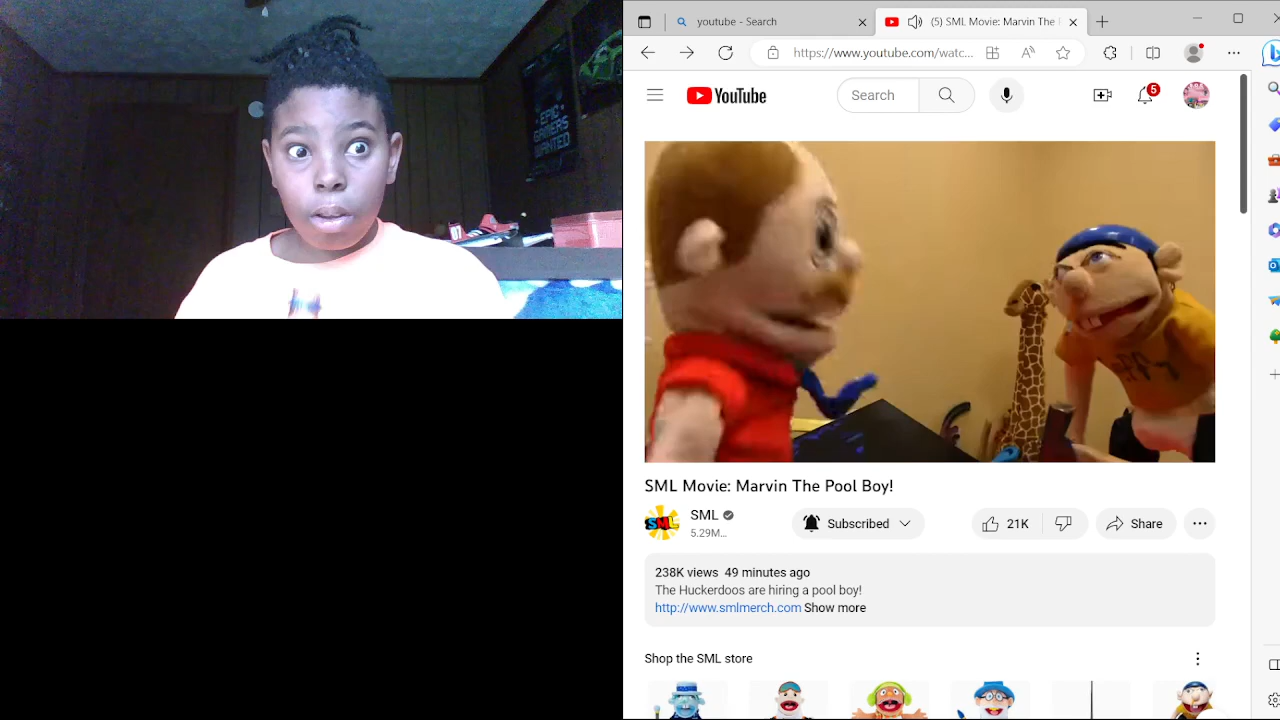 EPIC
GAMERS
WANTED
youtube - Search
(5) SML Movie: Marvin The
https://www.youtube.com/watc...
YouTube
Search
5
SML Movie: Marvin The Pool Boy!
SML
SML
5.29M...
Subscribed
21K
Share
238K views 49 minutes ago
The Huckerdoos are hiring a pool boy!
http://www.smlmerch.com Show more
Shop the SML store